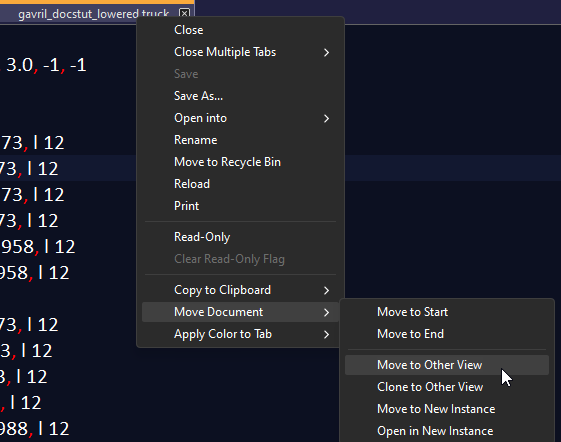 gavril_docstut_lowered.truck
3.0, -1, -1
73, l 12
73, l 12
73, l 12
73, l 12
958, l 12
958, l 12
73, l 12
3, l 12
3, l 12
, l 12
988, l 12
Close
Close Multiple Tabs
Save
Save As...
Open into
Rename
Move to Recycle Bin
Reload
Print
Read-Only
Clear Read-Only Flag
Copy to Clipboard
Move Document
Apply Color to Tab
Move to Start
Move to End
Move to Other View
Clone to Other View
Move to New Instance
Open in New Instance